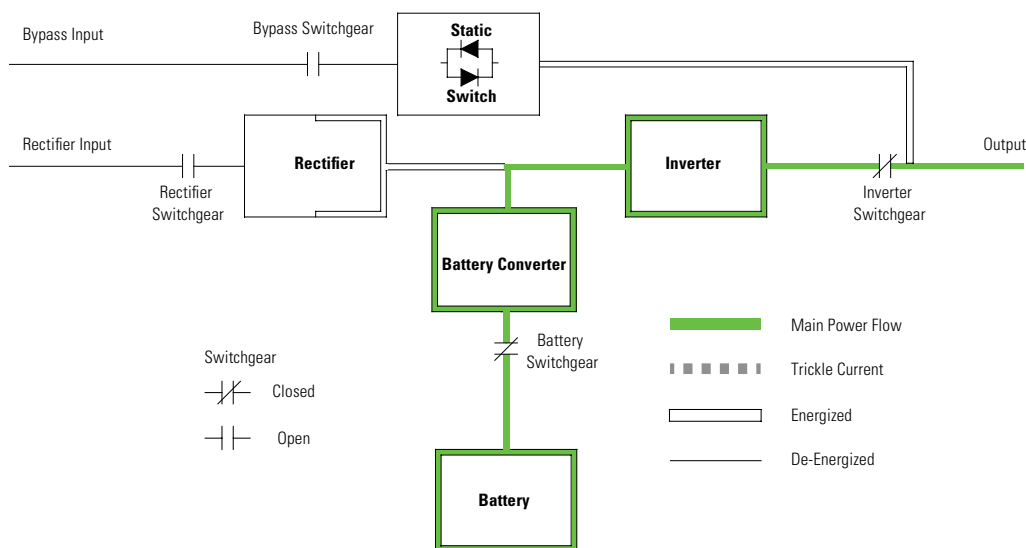 Bypass Input
Bypass Switchgear
Static
Switch
Rectifier Input
Rectifier
Switchgear
Rectifier
Inverter
Output
Inverter
Switchgear
Battery Converter
Battery
Switchgear
Battery
Switchgear
Closed
Open
Main Power Flow
Trickle Current
Energized
De-Energized